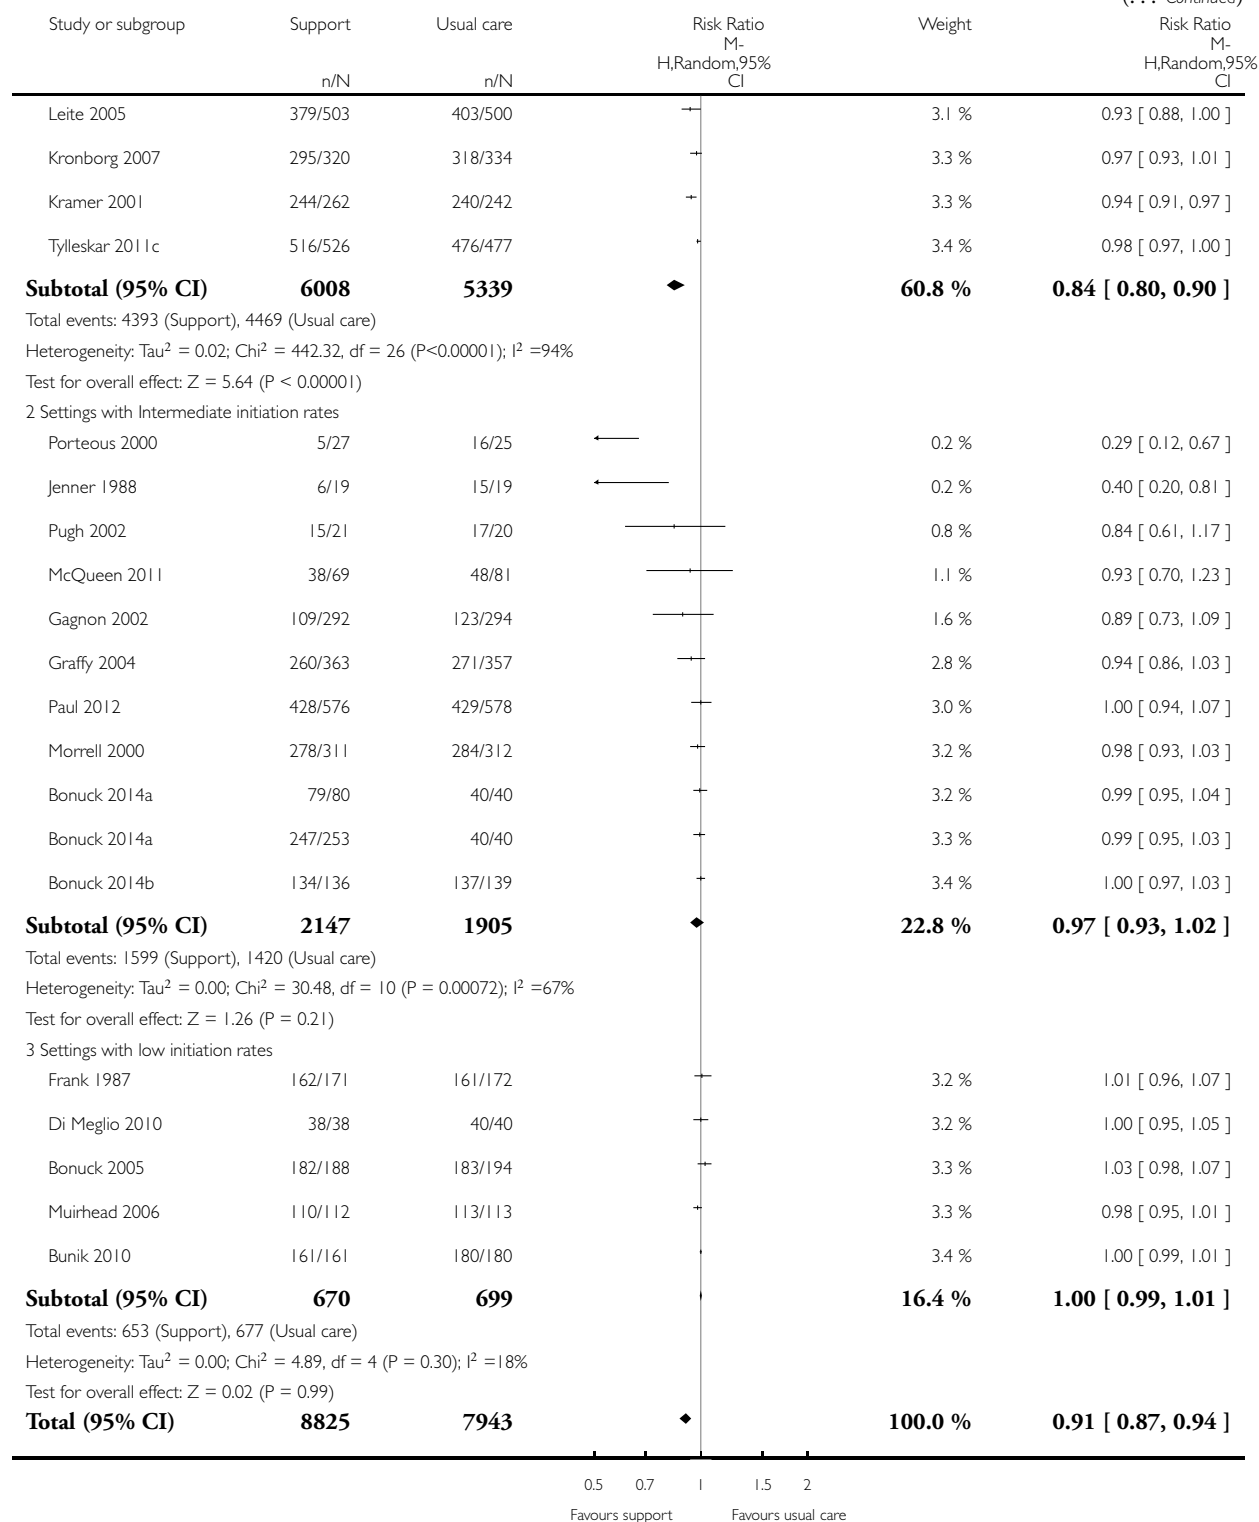 (... Continued)
Study or subgroup Support Usual care Risk Ratio Weight Risk Ratio
M- M-
H,Random,95% H,Random,95%
n/N n/N CI CI
Leite 2005 379/503 403/500 3.1 % 0.93 [ 0.88, 1.00 ]
Kronborg 2007 295/320 318/334 3.3 % 0.97 [ 0.93, 1.01 ]
Kramer 2001 244/262 240/242 3.3 % 0.94 [ 0.91, 0.97 ]
Tylleskar 2011c 516/526 476/477 3.4 % 0.98 [ 0.97, 1.00 ]
Subtotal (95% CI) 6008 5339 60.8 % 0.84 [ 0.80, 0.90 ]
Total events: 4393 (Support), 4469 (Usual care)
Heterogeneity: Tau² = 0.02; Chi² = 442.32, df = 26 (P<0.00001); I² =94%
Test for overall effect: Z = 5.64 (P < 0.00001)
2 Settings with Intermediate initiation rates
Porteous 2000 5/27 16/25 0.2 % 0.29 [ 0.12, 0.67 ]
Jenner 1988 6/19 15/19 0.2 % 0.40 [ 0.20, 0.81 ]
Pugh 2002 15/21 17/20 0.8 % 0.84 [ 0.61, 1.17 ]
McQueen 2011 38/69 48/81 1.1 % 0.93 [ 0.70, 1.23 ]
Gagnon 2002 109/292 123/294 1.6 % 0.89 [ 0.73, 1.09 ]
Graffy 2004 260/363 271/357 2.8 % 0.94 [ 0.86, 1.03 ]
Paul 2012 428/576 429/578 3.0 % 1.00 [ 0.94, 1.07 ]
Morrell 2000 278/311 284/312 3.2 % 0.98 [ 0.93, 1.03 ]
Bonuck 2014a 79/80 40/40 3.2 % 0.99 [ 0.95, 1.04 ]
Bonuck 2014a 247/253 40/40 3.3 % 0.99 [ 0.95, 1.03 ]
Bonuck 2014b 134/136 137/139 3.4 % 1.00 [ 0.97, 1.03 ]
Subtotal (95% CI) 2147 1905 22.8 % 0.97 [ 0.93, 1.02 ]
Total events: 1599 (Support), 1420 (Usual care)
Heterogeneity: Tau² = 0.00; Chi² = 30.48, df = 10 (P = 0.00072); I² =67%
Test for overall effect: Z = 1.26 (P = 0.21)
3 Settings with low initiation rates
Frank 1987 162/171 161/172 3.2 % 1.01 [ 0.96, 1.07 ]
Di Meglio 2010 38/38 40/40 3.2 % 1.00 [ 0.95, 1.05 ]
Bonuck 2005 182/188 183/194 3.3 % 1.03 [ 0.98, 1.07 ]
Muirhead 2006 110/112 113/113 3.3 % 0.98 [ 0.95, 1.01 ]
Bunik 2010 161/161 180/180 3.4 % 1.00 [ 0.99, 1.01 ]
Subtotal (95% CI) 670 699 16.4 % 1.00 [ 0.99, 1.01 ]
Total events: 653 (Support), 677 (Usual care)
Heterogeneity: Tau² = 0.00; Chi² = 4.89, df = 4 (P = 0.30); I² =18%
Test for overall effect: Z = 0.02 (P = 0.99)
Total (95% CI) 8825 7943 100.0 % 0.91 [ 0.87, 0.94 ]
0.5 0.7 1 1.5 2
Favours support Favours usual care